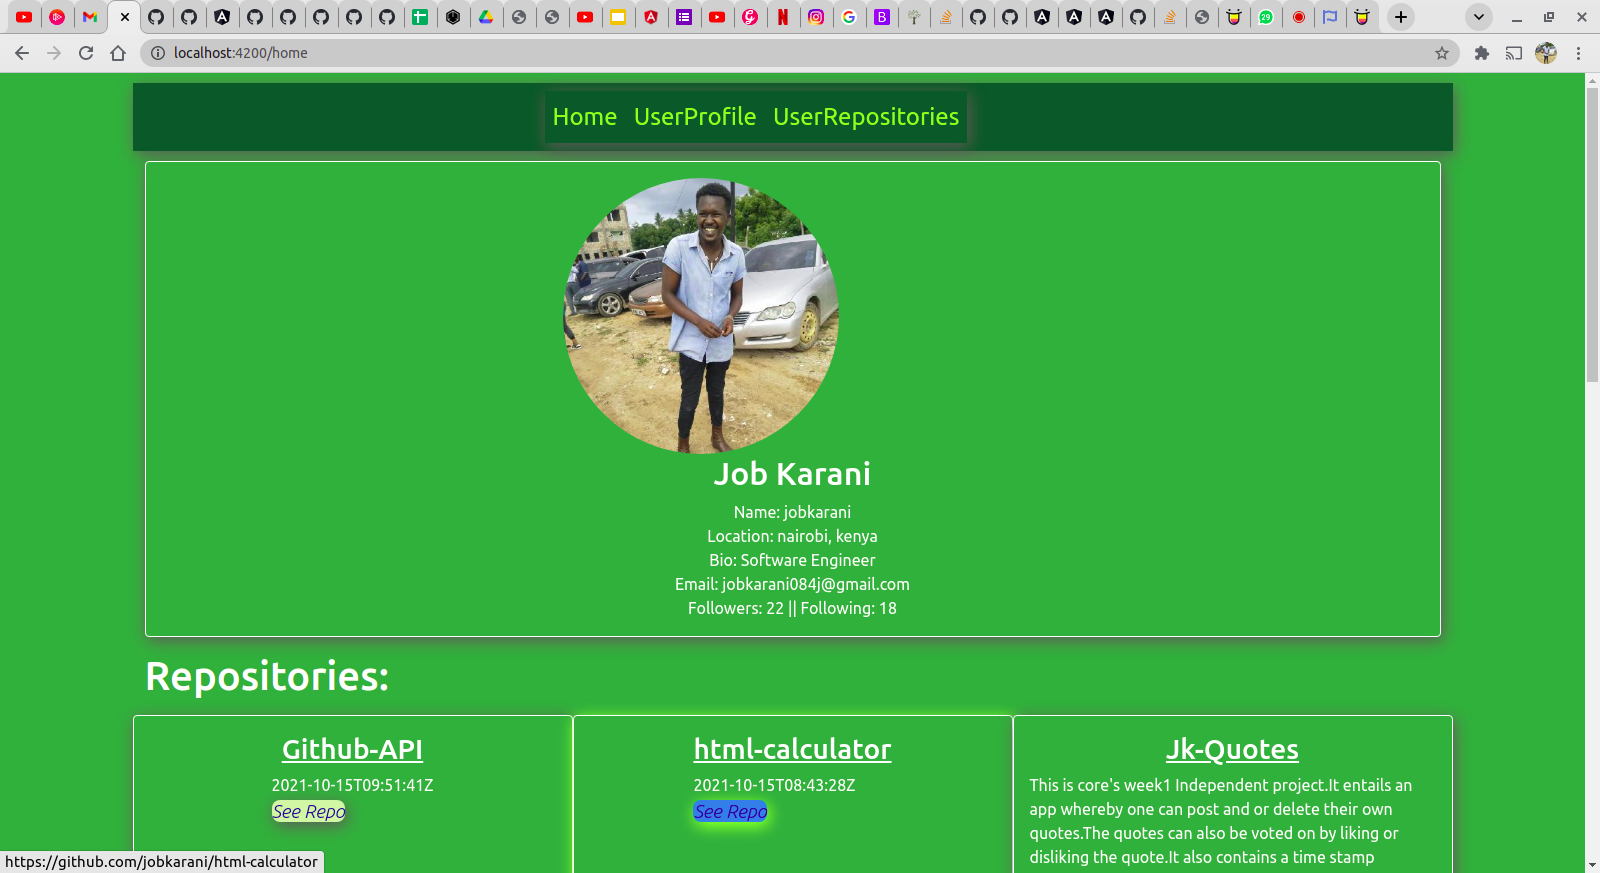 localhost:4200/home
29
Home UserProfile UserRepositories
Job Karani
Name: jobkarani
Location: nairobi, kenya
Bio: Software Engineer
Email: jobkarani084j@gmail.com
Followers: 22 || Following: 18
Repositories:
Github-API
2021-10-15T09:51:41Z
See Repo
html-calculator
2021-10-15T08:43:28Z
See Repo
Jk-Quotes
This is core's week1 Independent project.It entails an
app whereby one can post and or delete their own
quotes.The quotes can also be voted on by liking or
disliking the quote.It also contains a time stamp
https://github.com/jobkarani/html-calculator